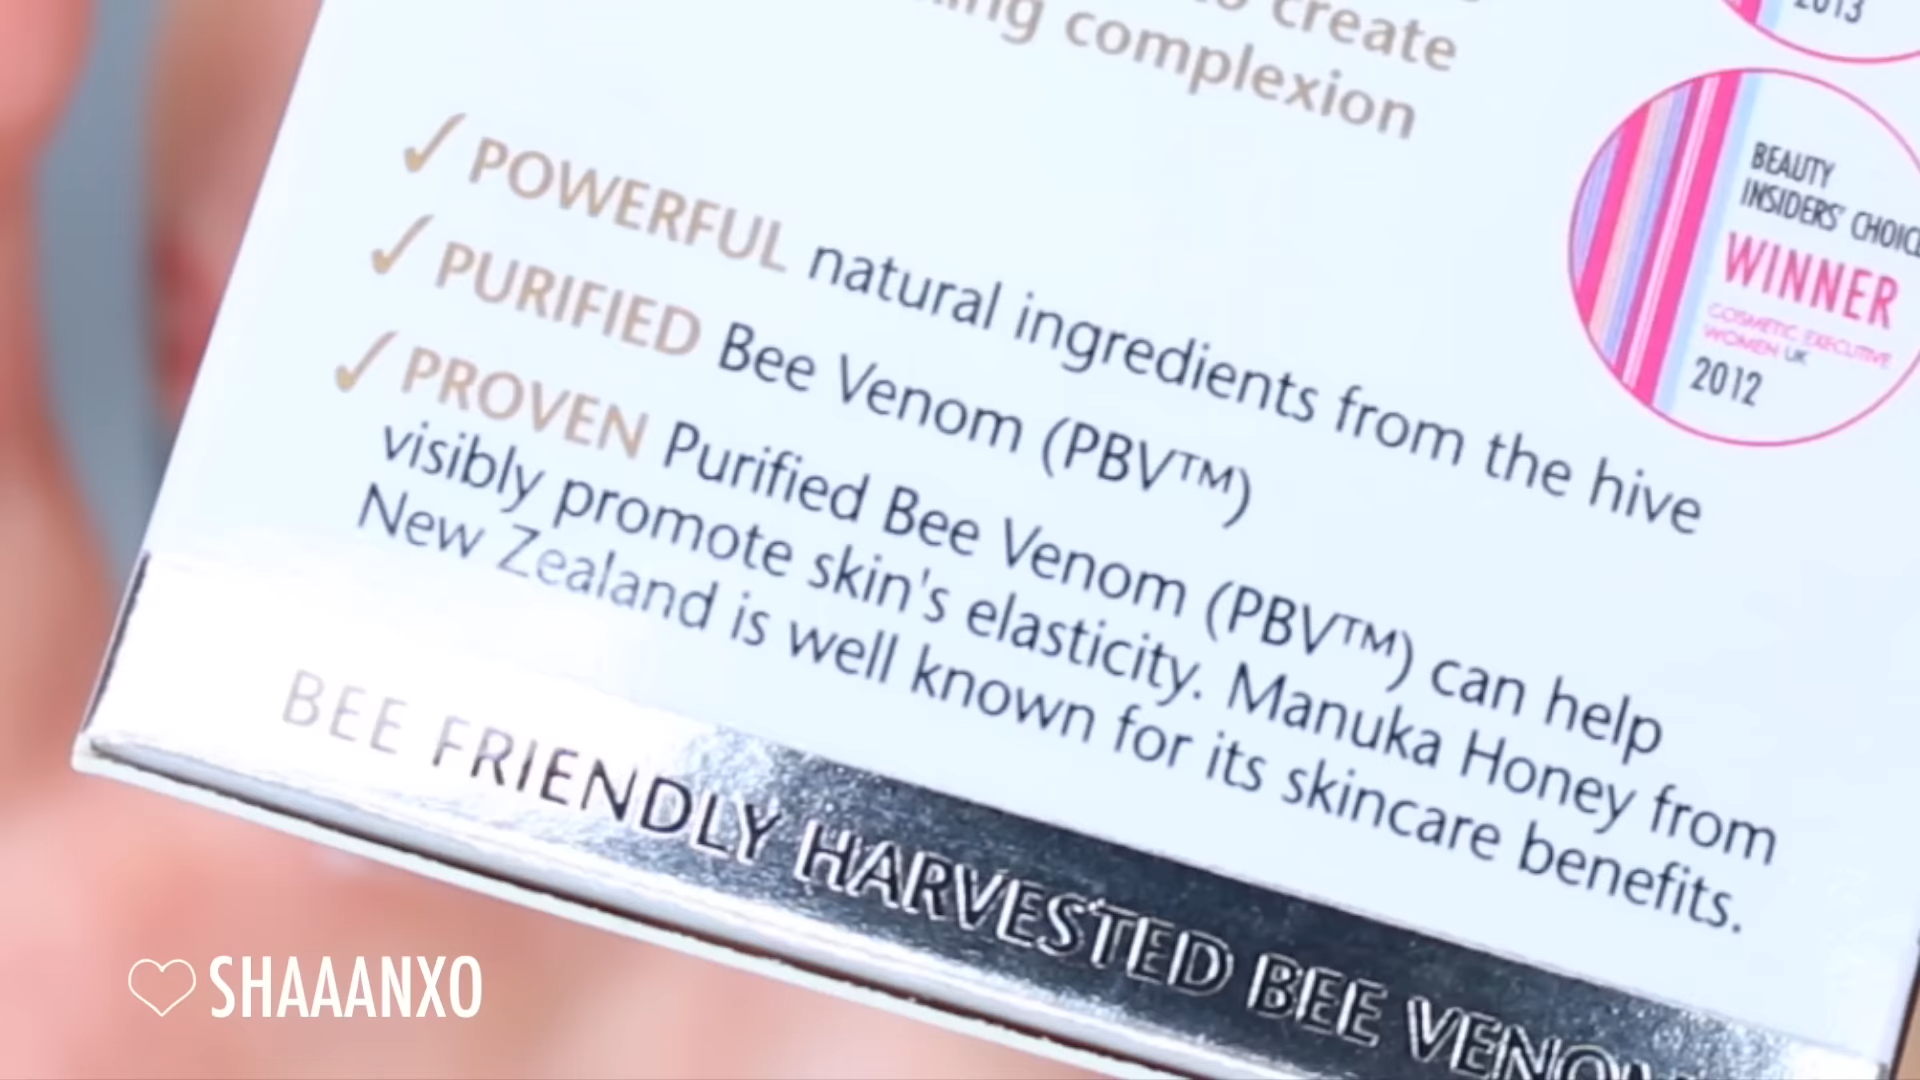 create
complexion
✓ POWERFUL natural ingredients from the hive
✓ PURIFIED Bee Venom (PBV™)
✓ PROVEN Purified Bee Venom (PBV™) can help
visibly promote skin's elasticity. Manuka Honey from
New Zealand is well known for its skincare benefits.
BEE FRIENDLY HARVESTED BEE VENOM
2013
BEAUTY
INSIDERS' CHOICE
WINNER
COSMETIC EXECUTIVE
WOMEN UK
2012
SHAAANXO